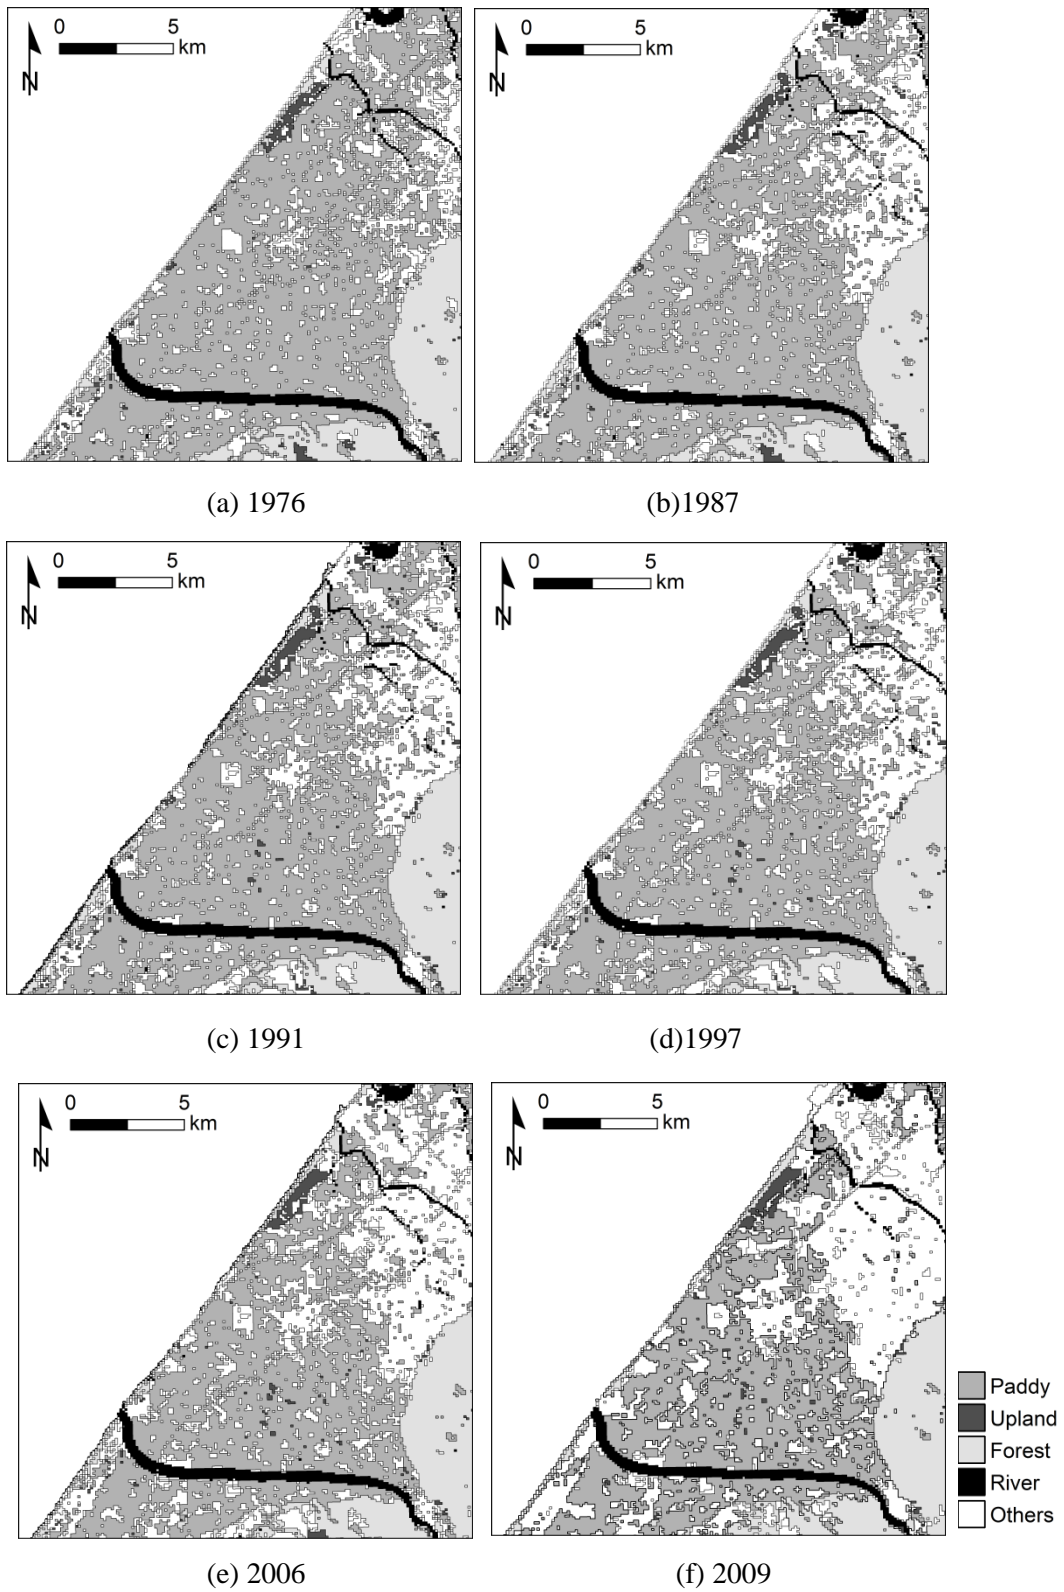 0 5
km
N
0 5
km
N
(a) 1976
(b)1987
0 5
km
N
0 5
km
N
(c) 1991
(d)1997
0 5
km
N
0 5
km
N
Paddy
Upland
Forest
River
Others
(e) 2006
(f) 2009